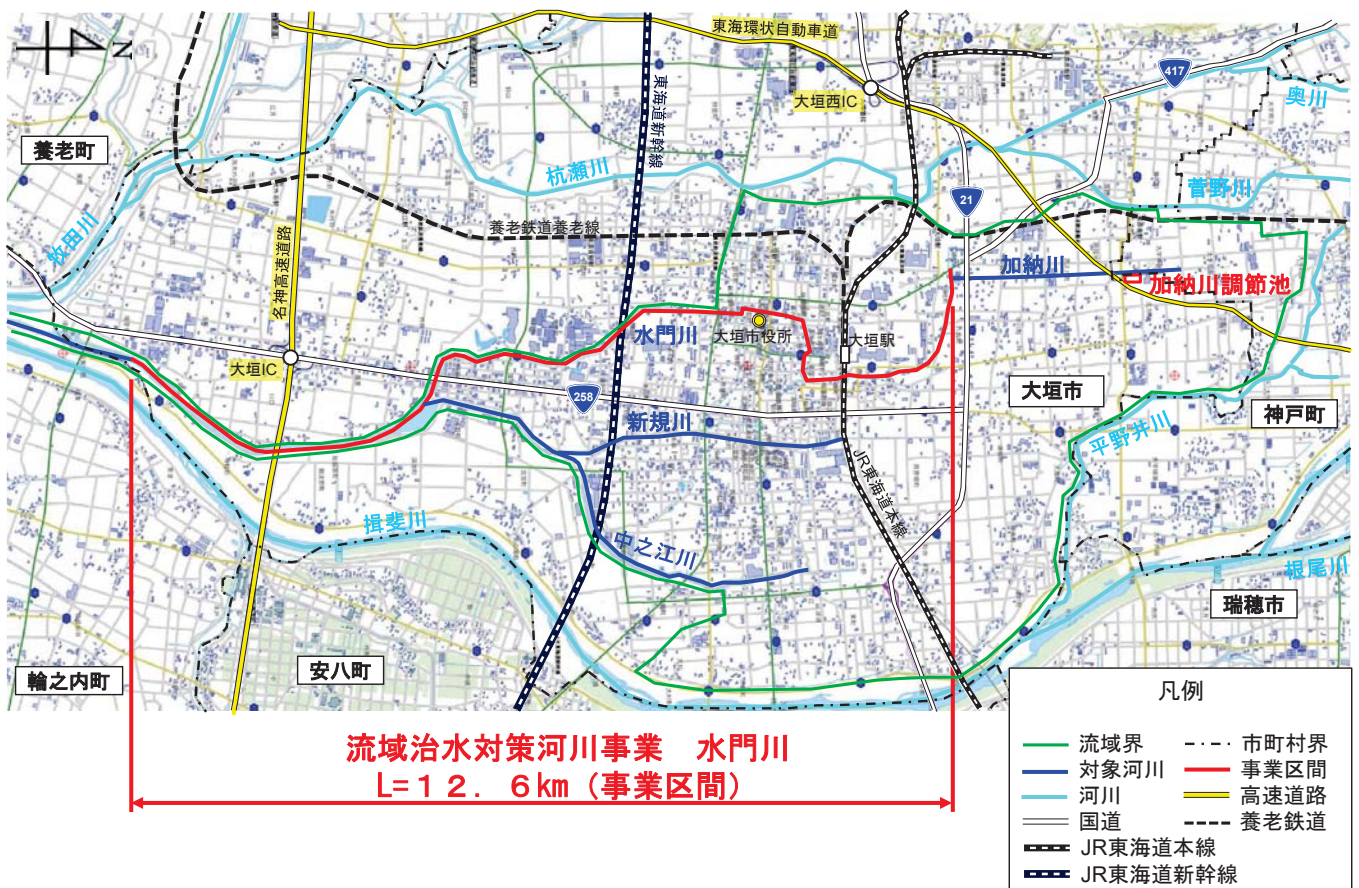 N
東海環状自動車道
417
奥川
東海道新幹線
大垣西IC
養老町
杭瀬川
菅野川
21
牧田川
名神高速道路
養老鉄道養老線
加納川
加納川調節池
水門川
大垣市役所
大垣駅
大垣IC
258
大垣市
神戸町
新規川
平野井川
JR東海道本線
揖斐川
中之江川
根尾川
瑞穂市
安八町
輪之内町
流域治水対策河川事業 水門川
L=12.6km(事業区間)
凡例
流域界 市町村界
対象河川 事業区間
河川 高速道路
国道 養老鉄道
JR東海道本線
JR東海道新幹線